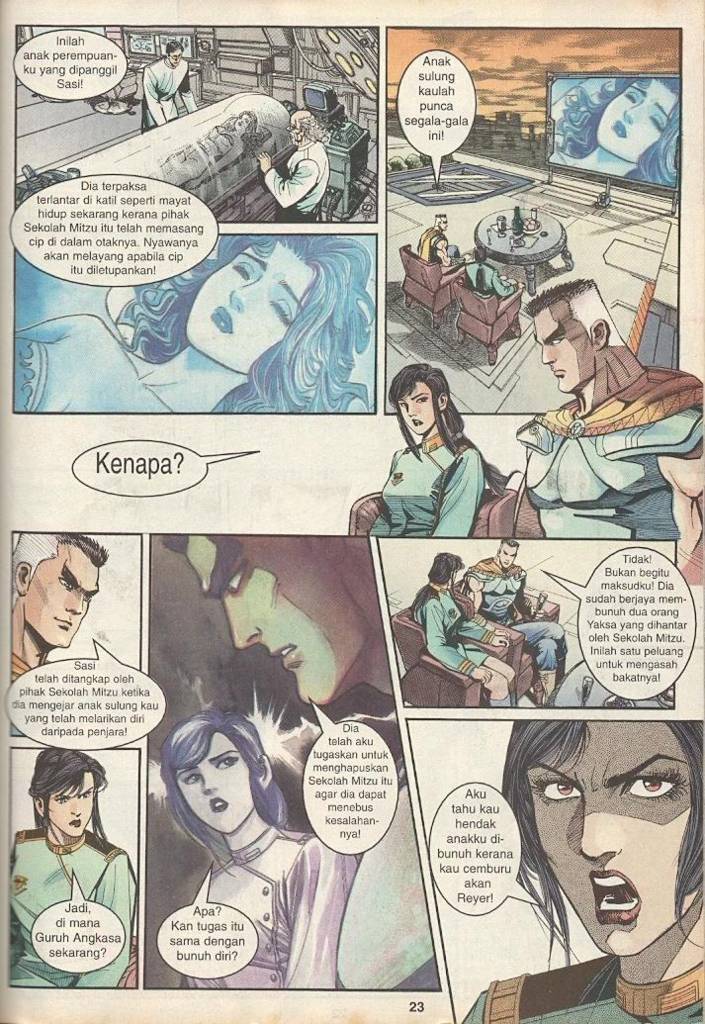 Inilah
anak perempuan-
ku yang dipanggil
Sasi!
Dia terpaksa
terlantar di katil seperti mayat
hidup sekarang kerana pihak
Sekolah Mitzu itu telah memasang
cip di dalam otaknya. Nyawanya
akan melayang apabila cip
itu diletupankan!
Anak
sulung
kaulah
punca
segala-gala
ini!
Kenapa?
Sasi
telah ditangkap oleh
pihak Sekolah Mitzu ketika
dia mengejar anak sulung kau
yang telah melarikan diri
daripada penjara!
Jadi,
di mana
Guruh Angkasa
sekarang?
Dia
telah aku
tugaskan untuk
menghapuskan
Sekolah Mitzu itu
agar dia dapat
menebus
kesalahan-
nya!
Apa?
Kan tugas itu
sama dengan
bunuh diri?
Tidak!
Bukan begitu
maksudku! Dia
sudah berjaya mem-
bunuh dua orang
Yaksa yang dihantar
oleh Sekolah Mitzu.
Inilah satu peluang
untuk mengasah
bakatnya!
Aku
tahu kau
hendak
anakku di-
bunuh kerana
kau cemburu
akan
Reyer!
23